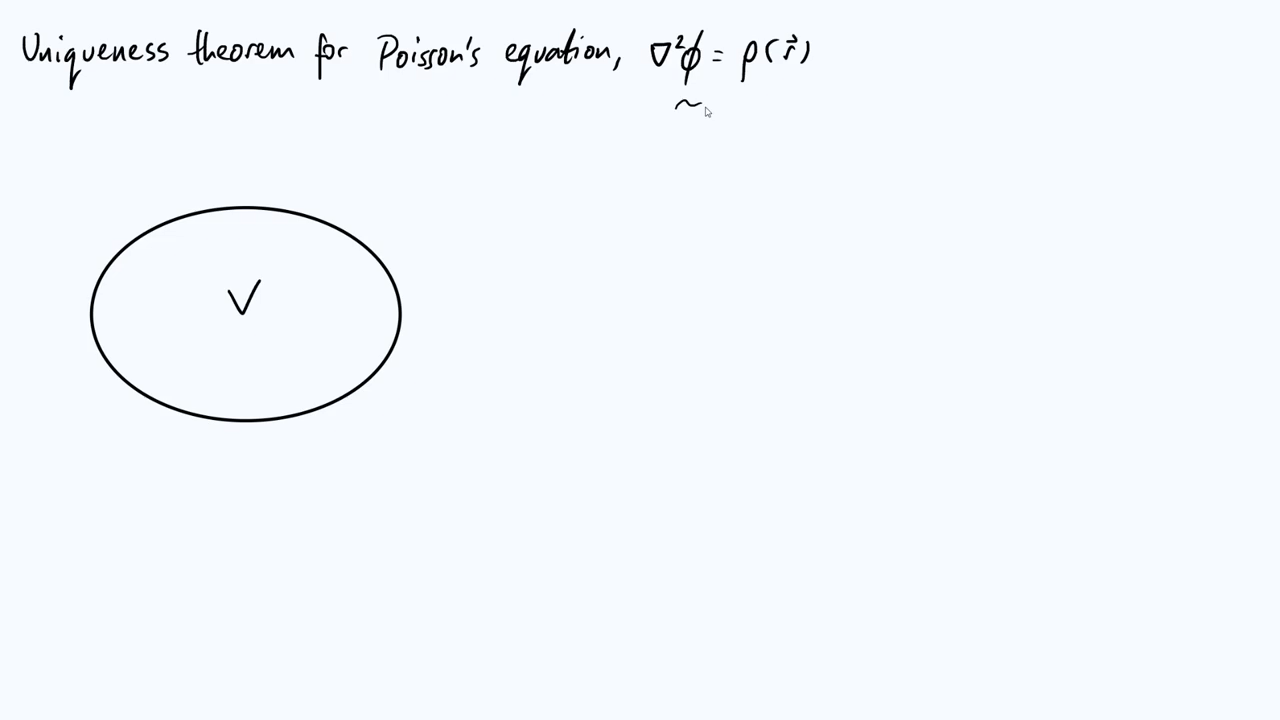 Uniqueness theorem for Poisson's equation, ∇²ϕ = ρ(r⃗)
V